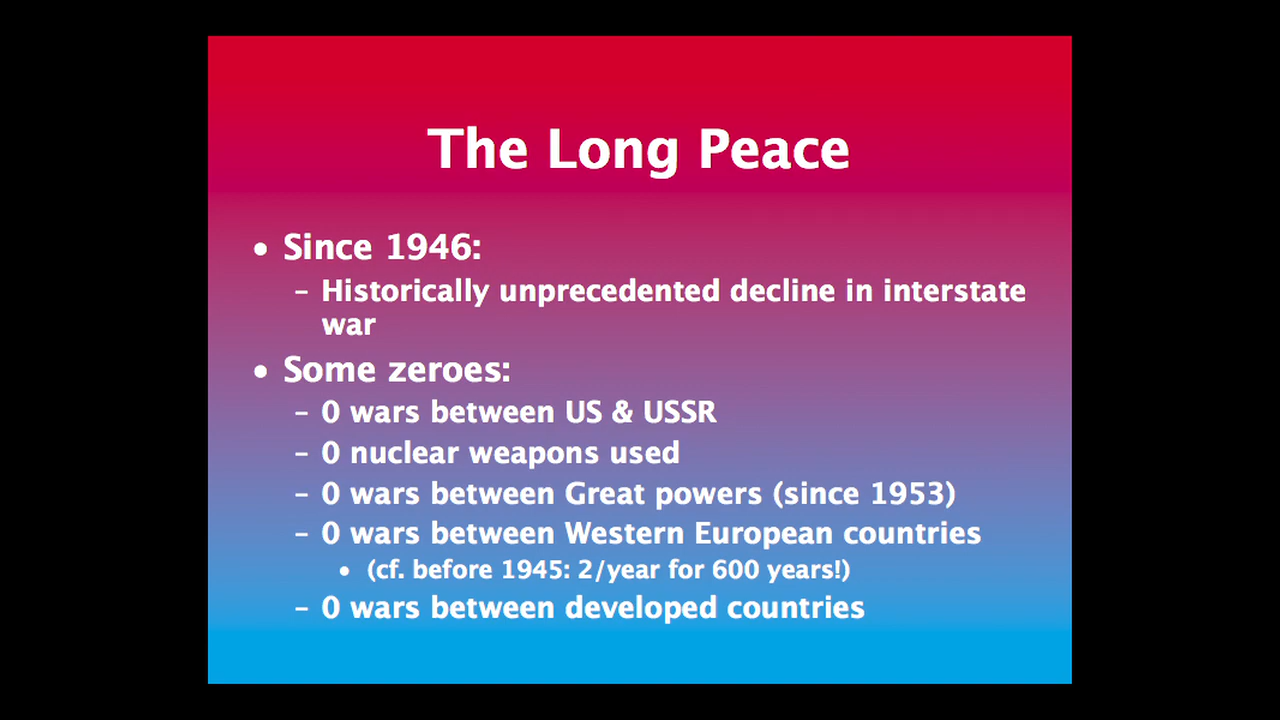 The Long Peace
• Since 1946:
– Historically unprecedented decline in interstate
war
• Some zeroes:
– 0 wars between US & USSR
– 0 nuclear weapons used
– 0 wars between Great powers (since 1953)
– 0 wars between Western European countries
• (cf. before 1945: 2/year for 600 years!)
– 0 wars between developed countries